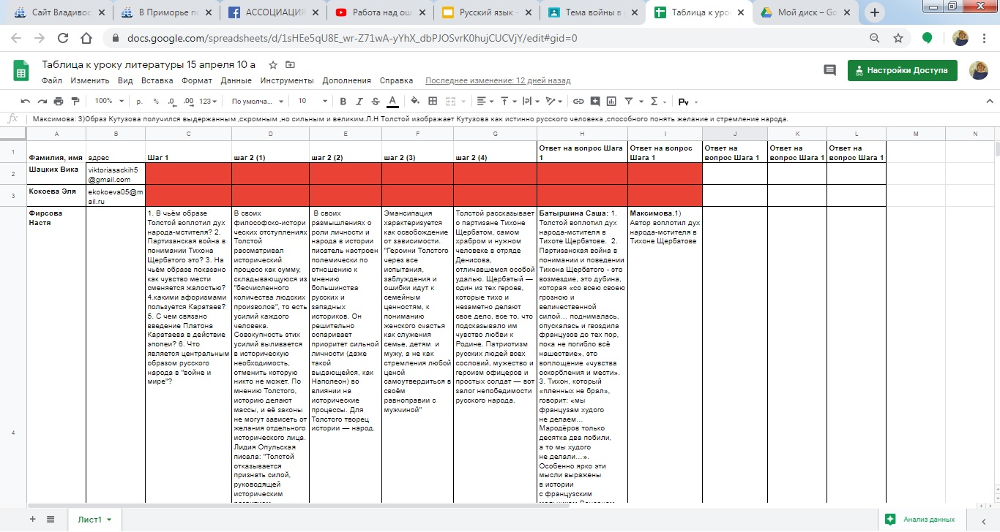 Сайт Владивос
В Приморье по
АССОЦИАЦИЯ
Работа над ош
Русский язык -
Тема войны в р
Таблица к уро
Мой диск – Go
docs.google.com/spreadsheets/d/1sHEe5qU8E_wr-Z71wA-yYhX_dbPJOSvrK0hujCUCVjY/edit#gid=0
Таблица к уроку литературы 15 апреля 10 а
Файл Изменить Вид Вставка Формат Данные Инструменты Дополнения Справка Последнее изменение: 12 дней назад
Настройки Доступа
100% р. % .0 .00 123 По умолча... 10 B I S A
fx Максимова: 3)Образ Кутузова получился выдержанным ,скромным ,но сильным и великим.Л.Н Толстой изображает Кутузова как истинно русского человека ,способного понять желание и стремление народа.
A B C D E F G H I J K L M N
1
Фамилия, имя
адрес
Шаг 1
шаг 2 (1)
шаг 2 (2)
шаг 2 (3)
шаг 2 (4)
Ответ на вопрос Шага
1
Ответ на вопрос
Шага 1
Ответ на
вопрос Шага 1
Ответ на
вопрос Шага 1
Ответ на
вопрос Шага 1
2
Шацких Вика
viktoriasackih5
@gmail.com
3
Кокоева Эля
ekokoeva05@m
ail.ru
4
Фирсова
Настя
1. В чьём образе
Толстой воплотил дух
народа-мстителя? 2.
Партизанская война в
понимании Тихона
Щербатого это? 3. На
чьём образе показано
как чувство мести
сменяется жалостью?
4.какими афоризмами
пользуется Каратаев?
5. С чем связано
введение Платона
Каратаева в действие
эпопеи? 6. Что
является центральным
образом русского
народа в "войне и
мире"?
В своих
философско-истори
ческих отступлениях
Толстой
рассматривал
исторический
процесс как сумму,
складывающуюся из
"бесчисленного
количества людских
произволов", то есть
усилий каждого
человека.
Совокупность этих
усилий выливается
в историческую
необходимость,
отменить которую
никто не может. По
мнению Толстого,
историю делают
массы, и её законы
не могут зависеть от
желания отдельного
исторического лица.
Лидия Опульская
писала: "Толстой
отказывается
признать силой,
руководящей
историческим
В своих
размышлениях о
роли личности и
народа в истории
писатель настроен
полемически по
отношению к
мнению
большинства
русских и
западных
историков. Он
решительно
оспаривает
приоритет сильной
личности (даже
такой
выдающейся, как
Наполеон) во
влиянии на
исторические
процессы. Для
Толстого творец
истории — народ.
Эмансипация
характеризуется
как освобождение
от зависимости.
"Героини Толстого
через все
испытания,
заблуждения и
ошибки идут к
семейным
ценностям, к
пониманию
женского счастья
как служения
семье, детям и
мужу, а не как
стремления любой
ценой
самоутвердиться в
своём
равноправии с
мужчиной"
Толстой рассказывает
о партизане Тихоне
Щербатом, самом
храбром и нужном
человеке в отряде
Денисова,
отличавшемся особой
удалью. Щербатый —
один из тех героев,
которые тихо и
незаметно делают
свое дело, все то, что
подсказывало им
чувство любви к
Родине. Патриотизм
русских людей всех
сословий, мужество и
героизм офицеров и
простых солдат — вот
залог непобедимости
русского народа.
Батыршина Саша: 1.
Толстой воплотил дух
народа-мстителя в
Тихоте Щербатове. 2.
Партизанская война в
понимании и поведении
Тихона Щербатого - это
возмездие, это дубина,
которая «со всею своею
грозною и
величественной
силой… поднималась,
опускалась и гвоздила
французов до тех пор,
пока не погибло всё
нашествие», это
воплощение «чувства
оскорбления и мести».
3. Тихон, который
«пленных не брал»,
говорит: «мы
французам худого
не делаем…
Мародёров только
десятка два побили,
а то мы худого
не делали…».
Особенно ярко эти
мысли выражены
в истории
с французским
Максимова.1)
Автор воплотил дух
народа-мстителя в
Тихоне Щербатове
Лист1
Анализ данных